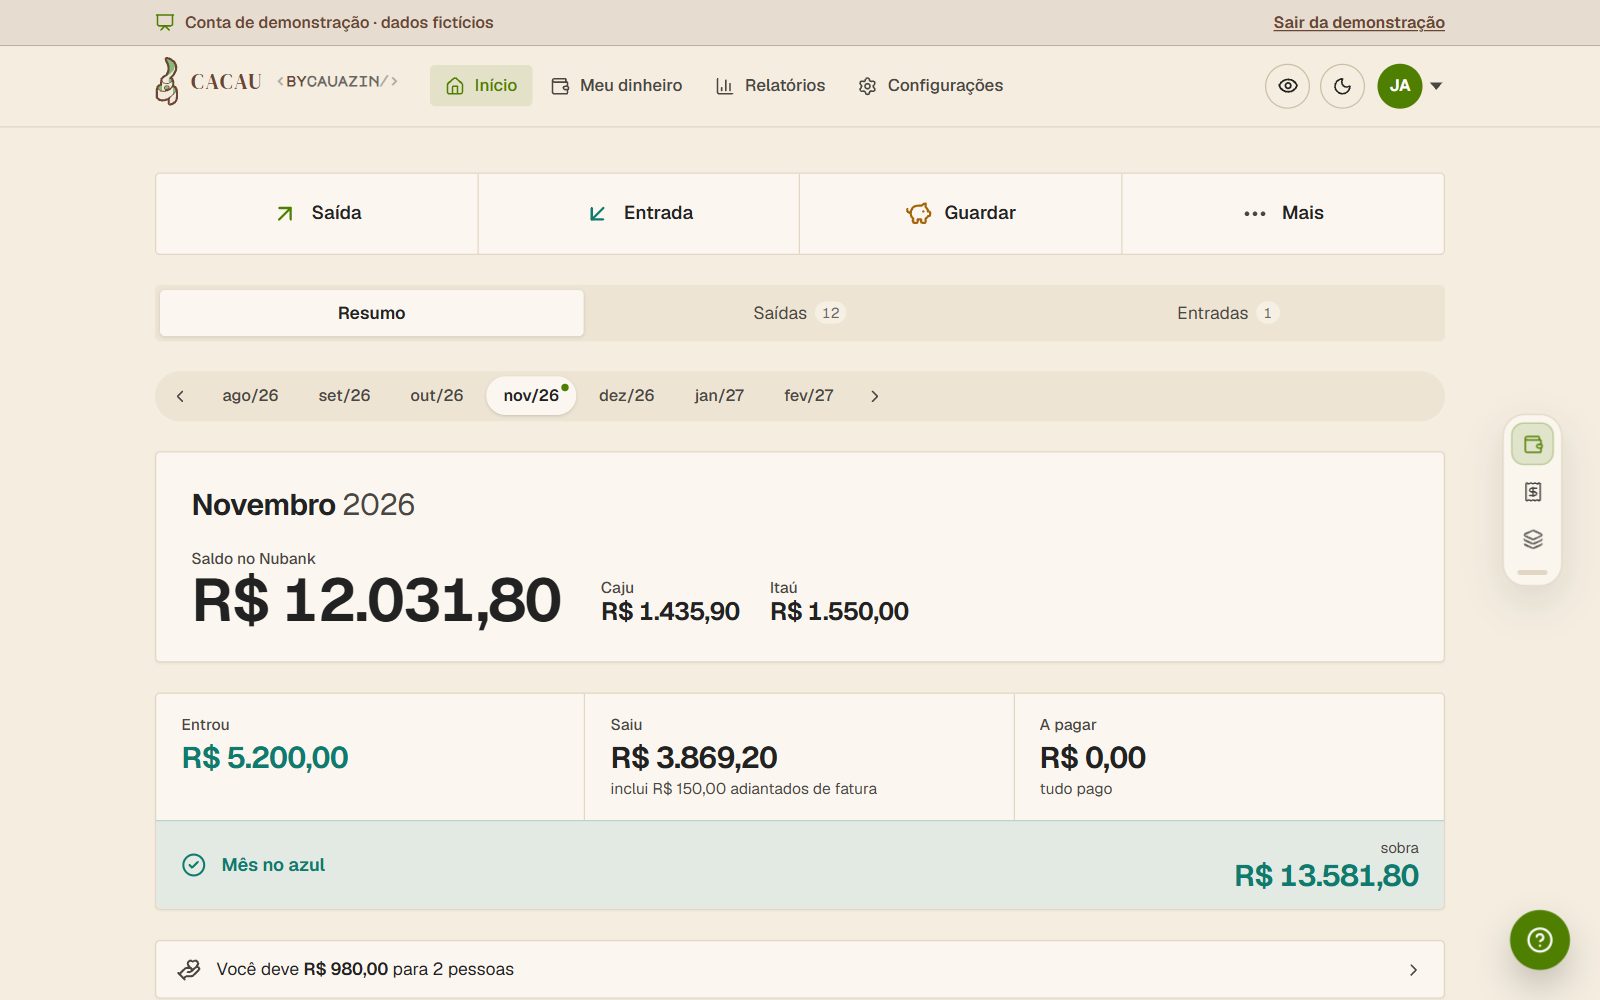 Conta de demonstração · dados fictícios
Sair da demonstração
CACAU <BYCAUAZIN/>
Início
Meu dinheiro
Relatórios
Configurações
JA
Saída
Entrada
Guardar
Mais
Resumo
Saídas 12
Entradas 1
ago/26
set/26
out/26
nov/26
dez/26
jan/27
fev/27
Novembro 2026
Saldo no Nubank
R$ 12.031,80
Caju
R$ 1.435,90
Itaú
R$ 1.550,00
Entrou
R$ 5.200,00
Saiu
R$ 3.869,20
inclui R$ 150,00 adiantados de fatura
A pagar
R$ 0,00
tudo pago
Mês no azul
sobra
R$ 13.581,80
Você deve R$ 980,00 para 2 pessoas